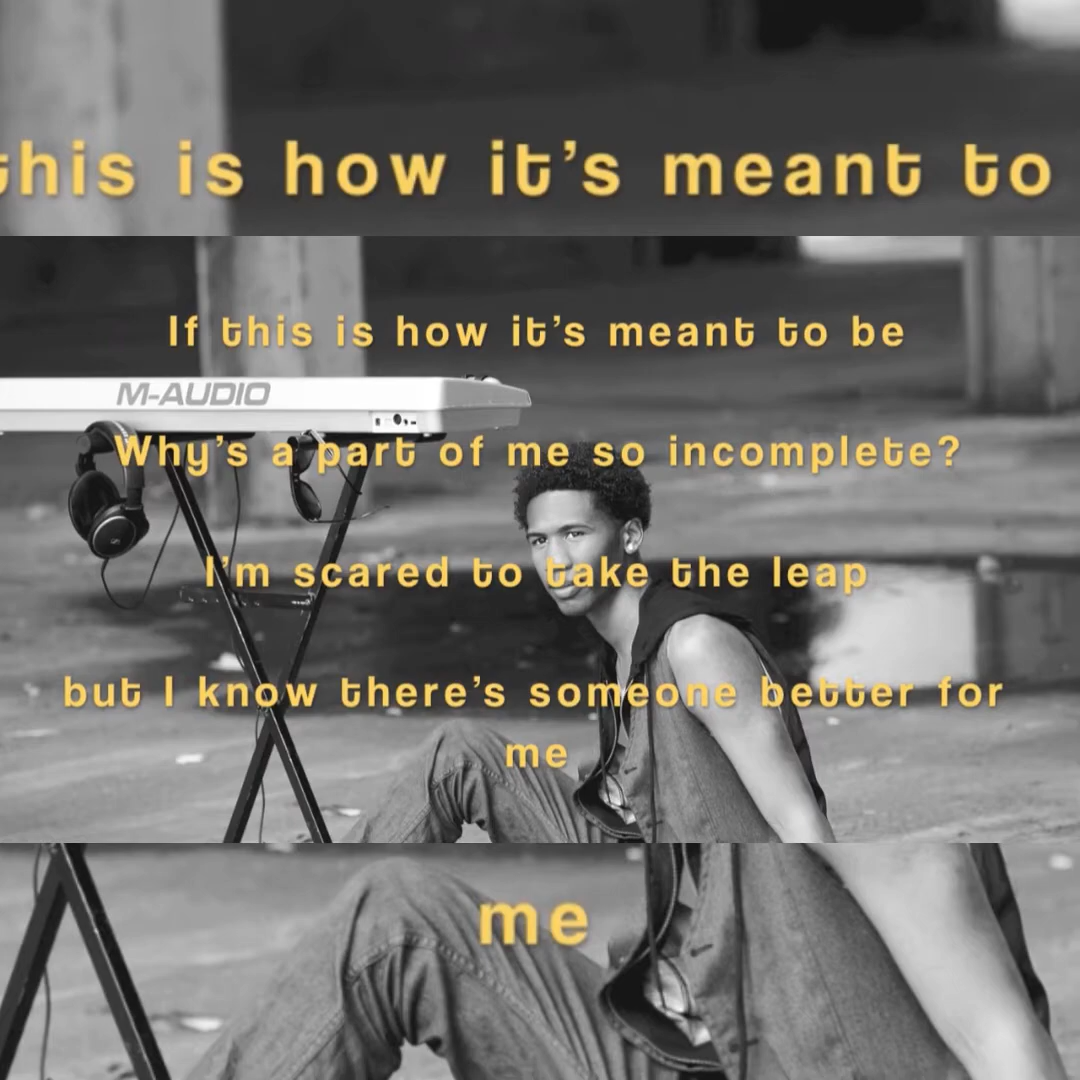 this is how it's meant to
If this is how it's meant to be
M-AUDIO
Why's a part of me so incomplete?
I'm scared to take the leap
but I know there's someone better for
me
me